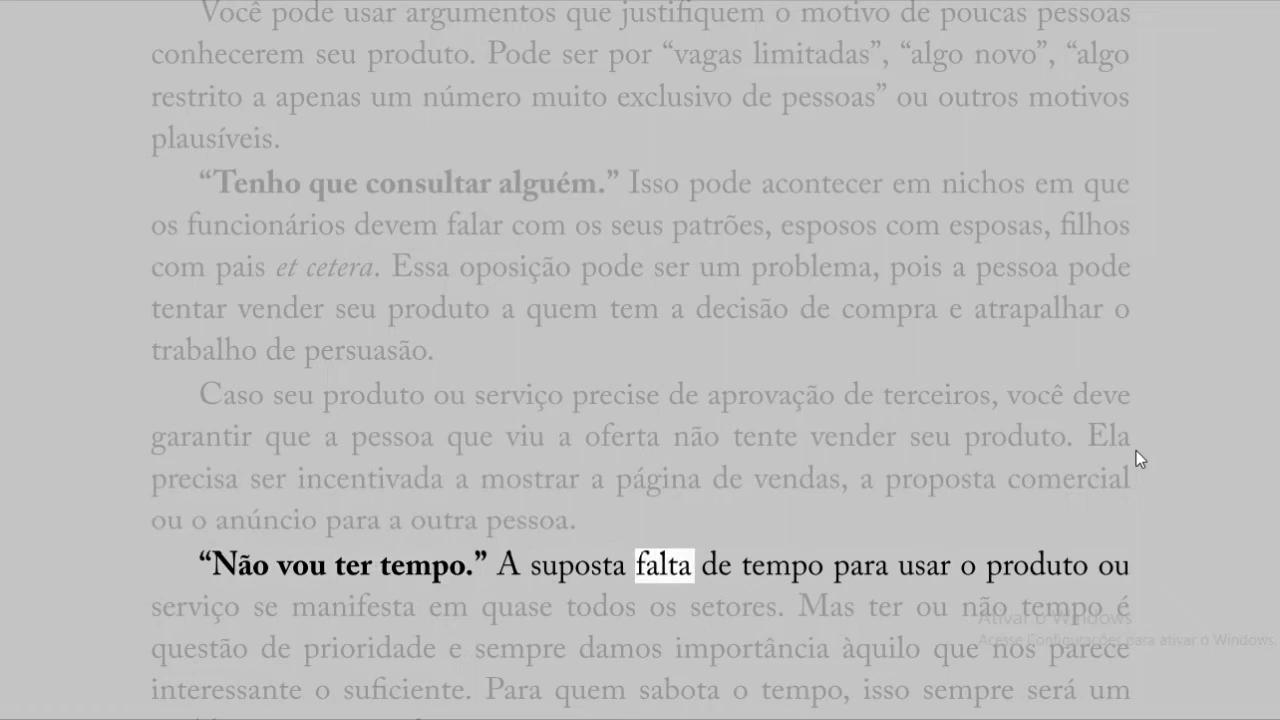 Você pode usar argumentos que justifiquem o motivo de poucas pessoas
conhecerem seu produto. Pode ser por “vagas limitadas”, “algo novo”, “algo
restrito a apenas um número muito exclusivo de pessoas” ou outros motivos
plausíveis.
“Tenho que consultar alguém.” Isso pode acontecer em nichos em que
os funcionários devem falar com os seus patrões, esposos com esposas, filhos
com pais et cetera. Essa oposição pode ser um problema, pois a pessoa pode
tentar vender seu produto a quem tem a decisão de compra e atrapalhar o
trabalho de persuasão.
Caso seu produto ou serviço precise de aprovação de terceiros, você deve
garantir que a pessoa que viu a oferta não tente vender seu produto. Ela
precisa ser incentivada a mostrar a página de vendas, a proposta comercial
ou o anúncio para a outra pessoa.
“Não vou ter tempo.” A suposta falta de tempo para usar o produto ou
serviço se manifesta em quase todos os setores. Mas ter ou não tempo é
Ativar o Windows
Acesse Configurações para ativar o Windows.
questão de prioridade e sempre damos importância àquilo que nos parece
interessante o suficiente. Para quem sabota o tempo, isso sempre será um